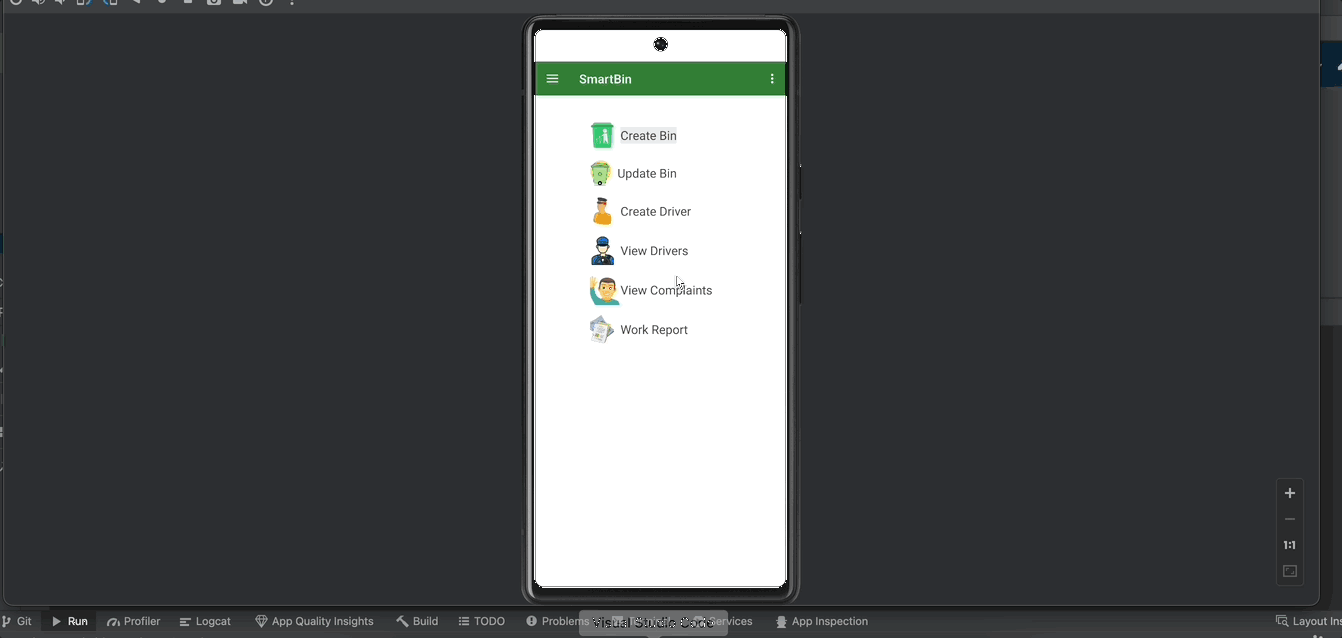 SmartBin
Create Bin
Update Bin
Create Driver
View Drivers
View Complaints
Work Report
1:1
Git Run Profiler Logcat App Quality Insights Build TODO Problems Visual Studio Code Services App Inspection Layout In